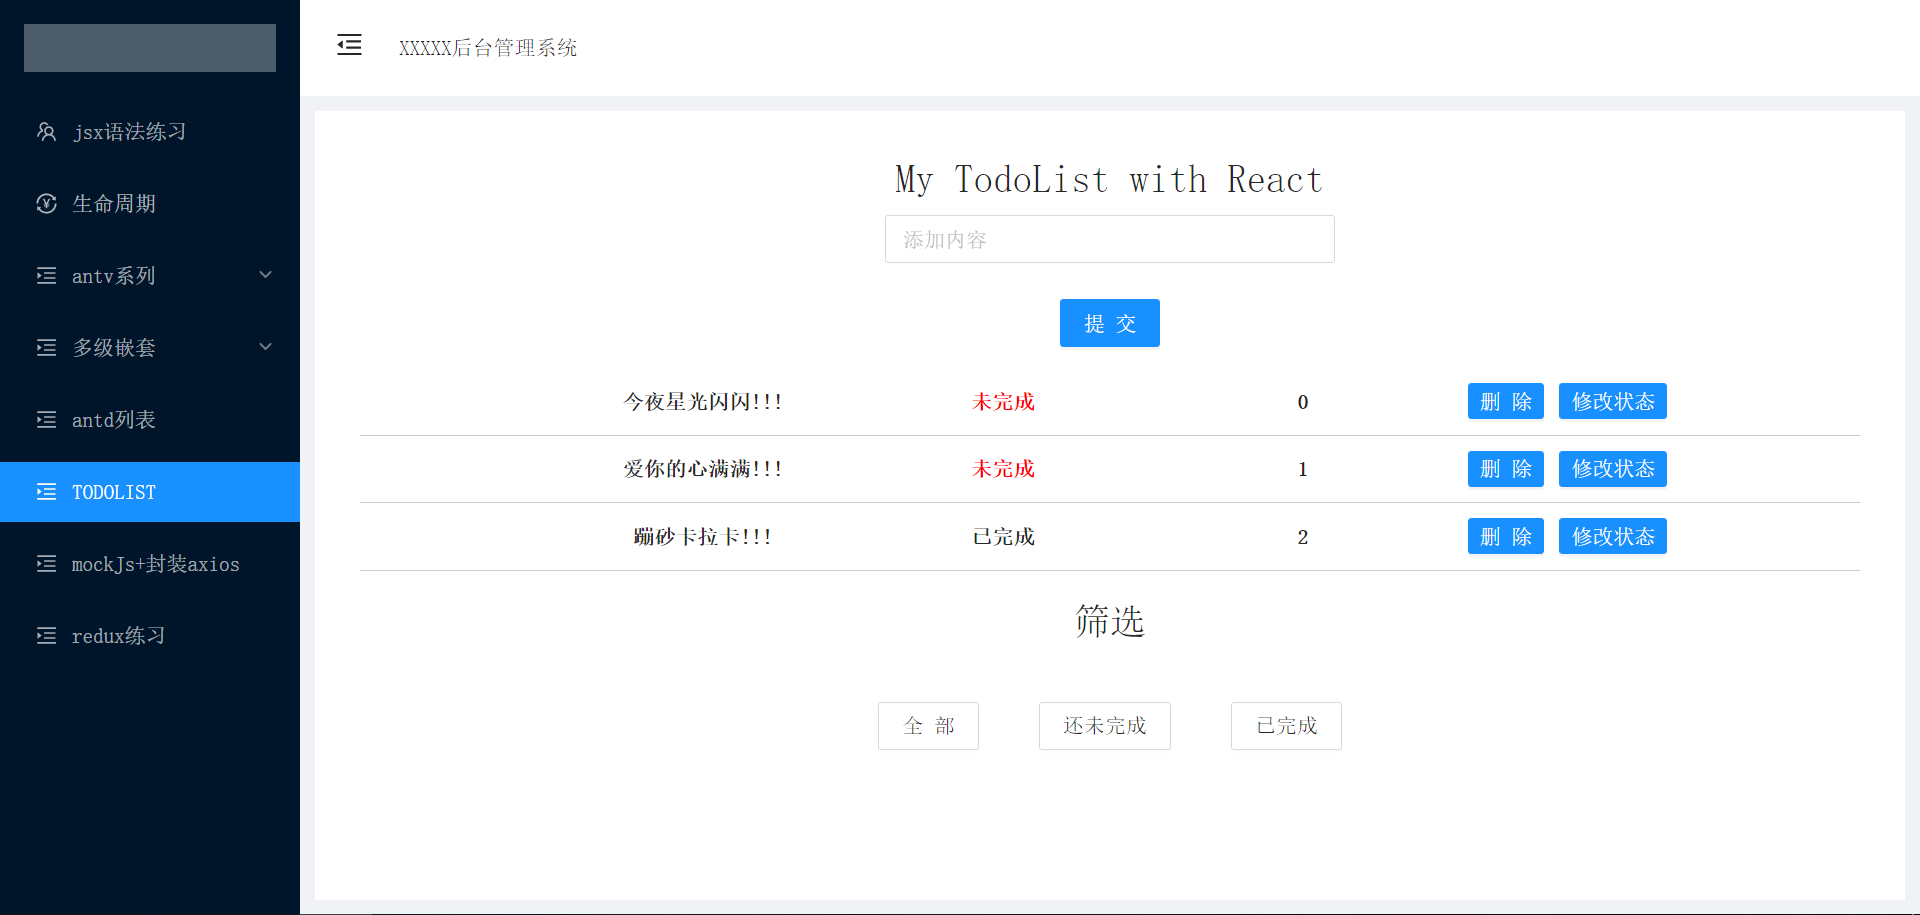 XXXXX后台管理系统
jsx语法练习
生命周期
antv系列
多级嵌套
antd列表
TODOLIST
mockJs+封装axios
redux练习
My TodoList with React
添加内容
提 交
今夜星光闪闪!!! 未完成 0 删 除 修改状态
爱你的心满满!!! 未完成 1 删 除 修改状态
蹦砂卡拉卡!!! 已完成 2 删 除 修改状态
筛选
全 部 还未完成 已完成